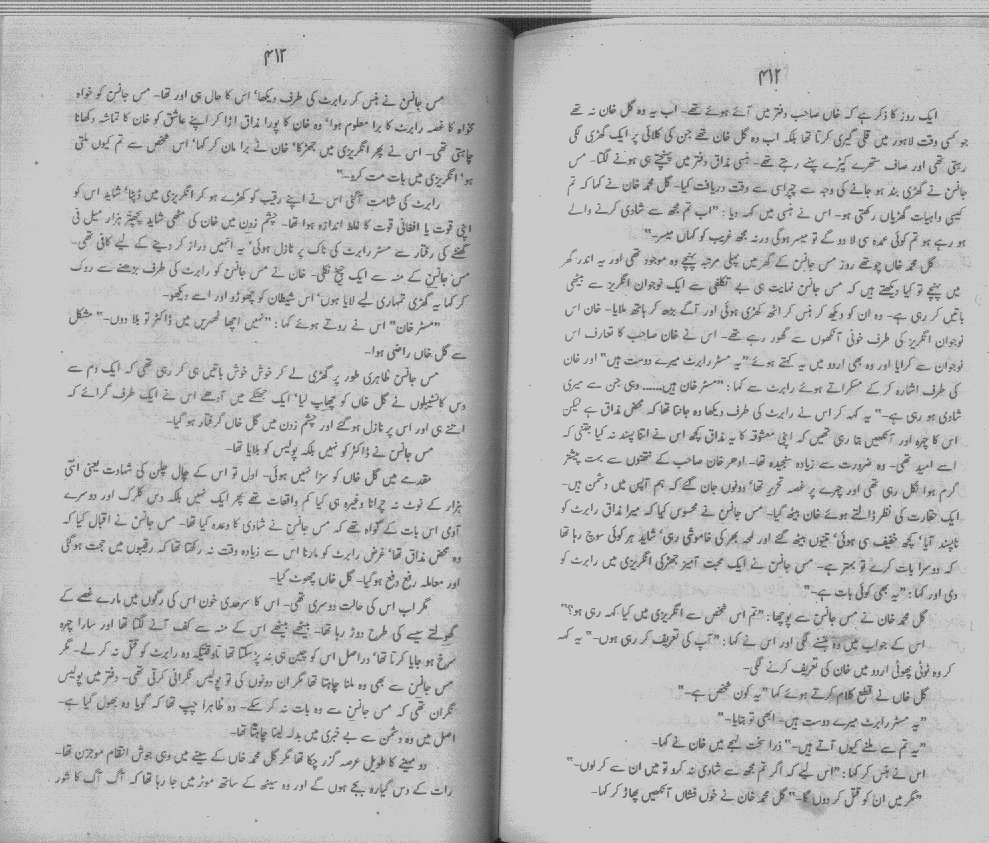 ۴۱۲
ایک روز کا ذکر ہے کہ خاں صاحب دفتر میں آئے ہوئے تھے۔ اب یہ وہ گل خان نہ تھے
جو کسی وقت لاہور میں قلی گیری کرتا تھا بلکہ اب وہ گل خان تھے جن کی کلائی پر ایک گھڑی لگی
رہتی تھی اور صاف ستھرے کپڑے پہنے رہتے تھے۔ ہنسی مذاق دفتر میں پہنچتے ہی ہونے لگتا۔ مس
جانسن نے گھڑی بند ہو جانے کی وجہ سے چپراسی سے وقت دریافت کیا۔ گل محمد خان نے کہا کہ تم
کیسی واہیات گھڑیاں رکھتی ہو۔ اس نے ہنسی میں کہہ دیا: ”اب تم مجھ سے شادی کرنے والے
ہو رہے ہو تم کوئی عمدہ سی لا دو گے تو میسر ہوگی ورنہ مجھ غریب کو کہاں میسر۔“
گل محمد خاں چوتھے روز مس جانسن کے گھر میں پہلی مرتبہ پہنچے وہ موجود تھی اور یہ اندر گھر
میں پہنچے تو کیا دیکھتے ہیں کہ مس جانسن نہایت ہی بے تکلفی سے ایک نوجوان انگریز سے بیٹھی
باتیں کر رہی ہے۔ وہ ان کو دیکھ کر ہنس کر اٹھ کھڑی ہوئی اور آگے بڑھ کر ہاتھ ملایا۔ خان اس
نوجوان انگریز کی طرف خونی آنکھوں سے گھور رہے تھے۔ اس نے خان صاحب کا تعارف اس
نوجوان سے کرایا اور وہ بھی اردو میں یہ کہتے ہوئے ”یہ مسٹر رابرٹ میرے دوست ہیں“ اور خان
کی طرف اشارہ کر کے مسکراتے ہوئے رابرٹ سے کہا: ”مسٹر خان ہیں...... وہی جن سے میری
شادی ہو رہی ہے۔“ یہ کہہ کر اس نے رابرٹ کی طرف دیکھا وہ جانتا تھا کہ محض مذاق ہے لیکن
اس کا چہرہ اور آنکھیں بتا رہی تھیں کہ اپنی معشوقہ کا یہ مذاق کچھ اس نے اتنا پسند نہ کیا جتنی کہ
اسے امید تھی۔ وہ ضرورت سے زیادہ سنجیدہ تھا۔ ادھر خان صاحب کے نتھنوں سے بہت پیشتر
گرم ہوا نکل رہی تھی اور چہرے پر غصہ تحریر تھا‘ دونوں جان گئے کہ ہم آپس میں دشمن ہیں۔
ایک حقارت کی نظر ڈالتے ہوئے خان بیٹھ گیا۔ مس جانسن نے محسوس کیا کہ میرا مذاق رابرٹ کو
ناپسند آیا‘ کچھ خفیف سی ہوئی‘ تینوں بیٹھ گئے اور لمحہ بھر کی خاموشی رہی‘ شاید ہر کوئی سوچ رہا تھا
کہ دوسرا بات کرے تو بہتر ہے۔ مس جانسن نے ایک محبت آمیز جھڑکی انگریزی میں رابرٹ کو
دی اور کہا: ”یہ بھی کوئی بات ہے۔“
گل محمد خان نے مس جانسن سے پوچھا: ”تم اس شخص سے انگریزی میں کیا کہہ رہی ہو؟“
اس کے جواب میں وہ ہنسنے لگی اور اس نے کہا: ”آپ کی تعریف کر رہی ہوں۔“ یہ کہہ
کر وہ ٹوٹی پھوٹی اردو میں خان کی تعریف کرنے لگی۔
گل خاں نے قطع کلام کرتے ہوئے کہا ”یہ کون شخص ہے۔“
”یہ مسٹر رابرٹ میرے دوست ہیں۔ ابھی تو بتایا۔“
”یہ تم سے ملنے کیوں آتے ہیں۔“ ذرا سخت لہجے میں خان نے کہا۔
اس نے ہنس کر کہا: ”اس لیے کہ اگر تم مجھ سے شادی نہ کرو تو میں ان سے کر لوں۔“
”مگر میں ان کو قتل کر دوں گا۔“ گل محمد خان نے خوں فشاں آنکھیں پھاڑ کر کہا۔
۴۱۳
مس جانسن نے ہنس کر رابرٹ کی طرف دیکھا‘ اس کا حال ہی اور تھا۔ مس جانسن کو خواہ
مخواہ کا غصہ رابرٹ کا برا معلوم ہوا‘ وہ خان کا پورا مذاق اڑا کر اپنے عاشق کو خان کا تماشہ دکھانا
چاہتی تھی۔ اس نے پھر انگریزی میں جھڑکا‘ خان نے برا مان کر کہا‘ اس شخص سے تم کیوں ملتی
ہو‘ انگریزی میں بات مت کرو۔“
رابرٹ کی شامت آگئی اس نے اپنے رقیب کو کھڑے ہو کر انگریزی میں ڈپٹا‘ شاید اس کو
اپنی قوت یا افغانی قوت کا غلط اندازہ ہوا تھا۔ چشم زدن میں خان کی مٹھی شاید پچھتر ہزار میل فی
گھنٹے کی رفتار سے مسٹر رابرٹ کی ناک پر نازل ہوئی‘ یہ انہیں دراز کر دینے کے لیے کافی تھی۔
مس جانسن کے منہ سے ایک چیخ نکلی۔ خان نے مس جانسن کو رابرٹ کی طرف بڑھنے سے روک
کر کہا یہ گھڑی تمہاری لیے لایا ہوں‘ اس شیطان کو چھوڑو اور اسے دیکھو۔
”مسٹر خان“ اس نے روتے ہوئے کہا: ”نہیں اچھا ٹھہریں میں ڈاکٹر تو بلا دوں۔“ مشکل
سے گل خاں راضی ہوا۔
مس جانسن ظاہری طور پر گھڑی لے کر خوش خوش باتیں ہی کر رہی تھی کہ ایک دم سے
دس کانسٹیبلوں نے گل خاں کو چھاپ لیا‘ ایک جھٹکے میں آدھے اس نے ایک طرف گرائے کہ
اتنے ہی اور اس پر نازل ہو گئے اور چشم زدن میں گل خاں گرفتار ہو گیا۔
مس جانسن نے ڈاکٹر کو نہیں بلکہ پولیس کو بلایا تھا۔
مقدمے میں گل خاں کو سزا نہیں ہوئی۔ اول تو اس کے چال چلن کی شہادت یعنی اسی
ہزار کے نوٹ نہ چرانا وغیرہ ہی کیا کم واقعات تھے پھر ایک نہیں بلکہ دس کلرک اور دوسرے
آدمی اس بات کے گواہ تھے کہ مس جانسن نے شادی کا وعدہ کیا تھا۔ مس جانسن نے اقبال کیا کہ
وہ محض مذاق تھا‘ غرض رابرٹ کو مارنا اس سے زیادہ وقت نہ رکھتا تھا کہ رقیبوں میں حجت ہوگئی
اور معاملہ رفع دفع ہوگیا۔ گل خاں چھوٹ گیا۔
مگر اب اس کی حالت دوسری تھی۔ اس کا سرحدی خون اس کی رگوں میں مارے غصے کے
کھولتے سیسے کی طرح دوڑ رہا تھا۔ بیٹھے بیٹھے اس کے منہ سے کف آنے لگتا تھا اور سارا چہرہ
سرخ ہو جایا کرتا تھا‘ دراصل اس کو چین ہی نہ پڑ سکتا تھا تاوقتیکہ وہ رابرٹ کو قتل نہ کر لے۔ مگر
مس جانسن سے بھی وہ ملنا چاہتا تھا مگر ان دونوں کی تو پولیس نگرانی کرتی تھی۔ دفتر میں پولیس
نگران تھی کہ مس جانسن سے وہ بات نہ کر سکے۔ وہ ظاہرا چپ تھا کہ گویا وہ بھول گیا ہے۔
اصل میں وہ دشمن سے بے خبری میں بدلہ لینا چاہتا تھا۔
دو مہینے کا طویل عرصہ گزر چکا تھا مگر گل محمد خاں کے سینے میں وہی جوش انتقام موجزن تھا۔
رات کے دس گیارہ بجے ہوں گے اور وہ سیٹھ کے ساتھ موٹر میں جا رہا تھا کہ آگ آگ کا شور